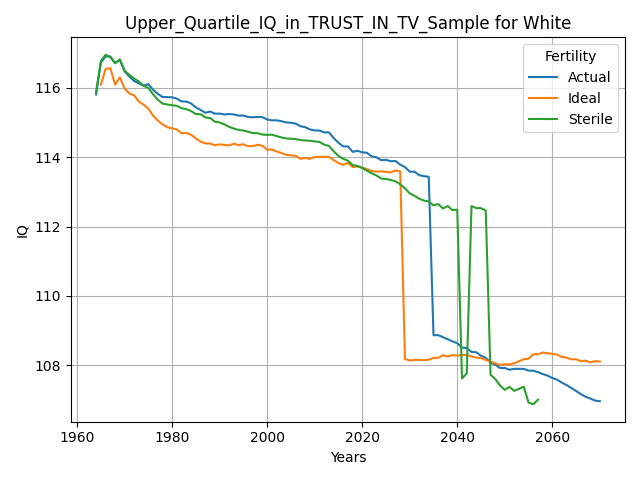 Upper_Quartile_IQ_in_TRUST_IN_TV_Sample for White
Fertility
Actual
Ideal
Sterile
116
114
112
110
108
IQ
1960
1980
2000
2020
2040
2060
Years